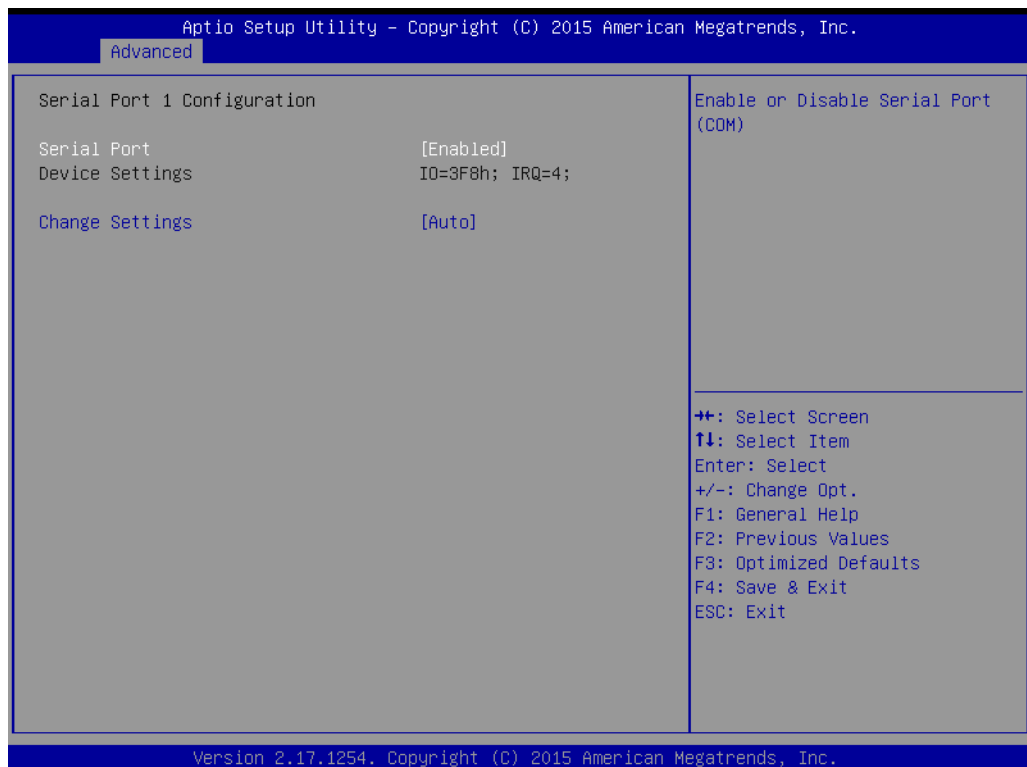 Aptio Setup Utility – Copyright (C) 2015 American Megatrends, Inc.
Advanced
Serial Port 1 Configuration
Serial Port [Enabled]
Device Settings IO=3F8h; IRQ=4;
Change Settings [Auto]
Enable or Disable Serial Port
(COM)
→←: Select Screen
↑↓: Select Item
Enter: Select
+/-: Change Opt.
F1: General Help
F2: Previous Values
F3: Optimized Defaults
F4: Save & Exit
ESC: Exit
Version 2.17.1254. Copyright (C) 2015 American Megatrends, Inc.